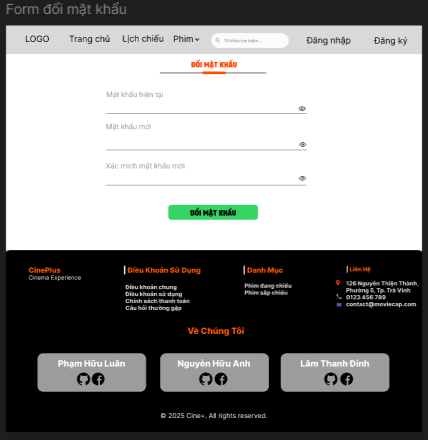 Form đổi mật khẩu
LOGO Trang chủ Lịch chiếu Phim Tìm kiếm phim... Đăng nhập Đăng ký
ĐỔI MẬT KHẨU
Mật khẩu hiện tại
Mật khẩu mới
Xác minh mật khẩu mới
ĐỔI MẬT KHẨU
CinePlus
Cinema Experience
Điều Khoản Sử Dụng
Điều khoản chung
Điều khoản sử dụng
Chính sách thanh toán
Câu hỏi thường gặp
Danh Mục
Phim đang chiếu
Phim sắp chiếu
Liên Hệ
126 Nguyễn Thiện Thành,
Phường 5, Tp. Trà Vinh
0123 456 789
contact@moviecap.com
Về Chúng Tôi
Phạm Hữu Luân
Nguyễn Hữu Anh
Lâm Thanh Đỉnh
© 2025 Cine+. All rights reserved.